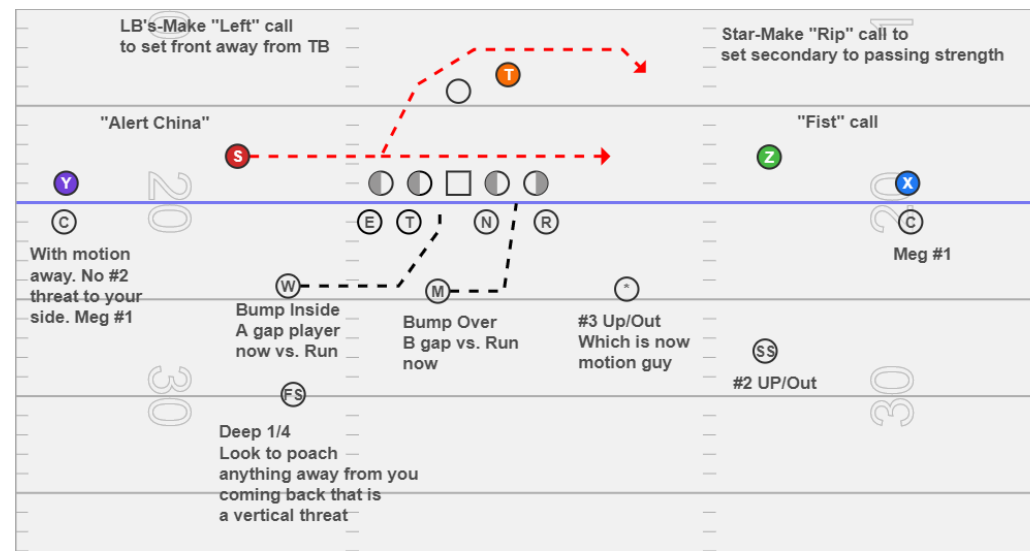 LB's-Make "Left" call
to set front away from TB
Star-Make "Rip" call to
set secondary to passing strength
1
T
"Alert China"
"Fist" call
S
Z
Y
X
20
20
C
E
T
N
R
C
With motion
away. No #2
threat to your
side. Meg #1
Meg #1
W
M
*
Bump Inside
A gap player
now vs. Run
Bump Over
B gap vs. Run
now
#3 Up/Out
Which is now
motion guy
SS
#2 UP/Out
30
30
FS
Deep 1/4
Look to poach
anything away from you
coming back that is
a vertical threat